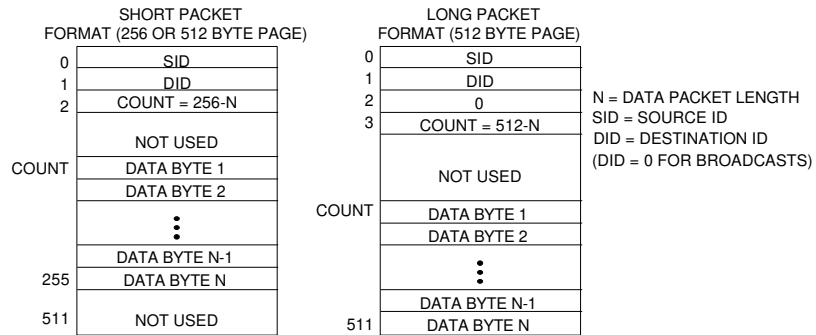 SHORT PACKET
FORMAT (256 OR 512 BYTE PAGE)
0 SID
1 DID
2 COUNT = 256-N
NOT USED
COUNT DATA BYTE 1
DATA BYTE 2
DATA BYTE N-1
255 DATA BYTE N
511 NOT USED
LONG PACKET
FORMAT (512 BYTE PAGE)
0 SID
1 DID
2 0
3 COUNT = 512-N
NOT USED
COUNT DATA BYTE 1
DATA BYTE 2
DATA BYTE N-1
511 DATA BYTE N
N = DATA PACKET LENGTH
SID = SOURCE ID
DID = DESTINATION ID
(DID = 0 FOR BROADCASTS)